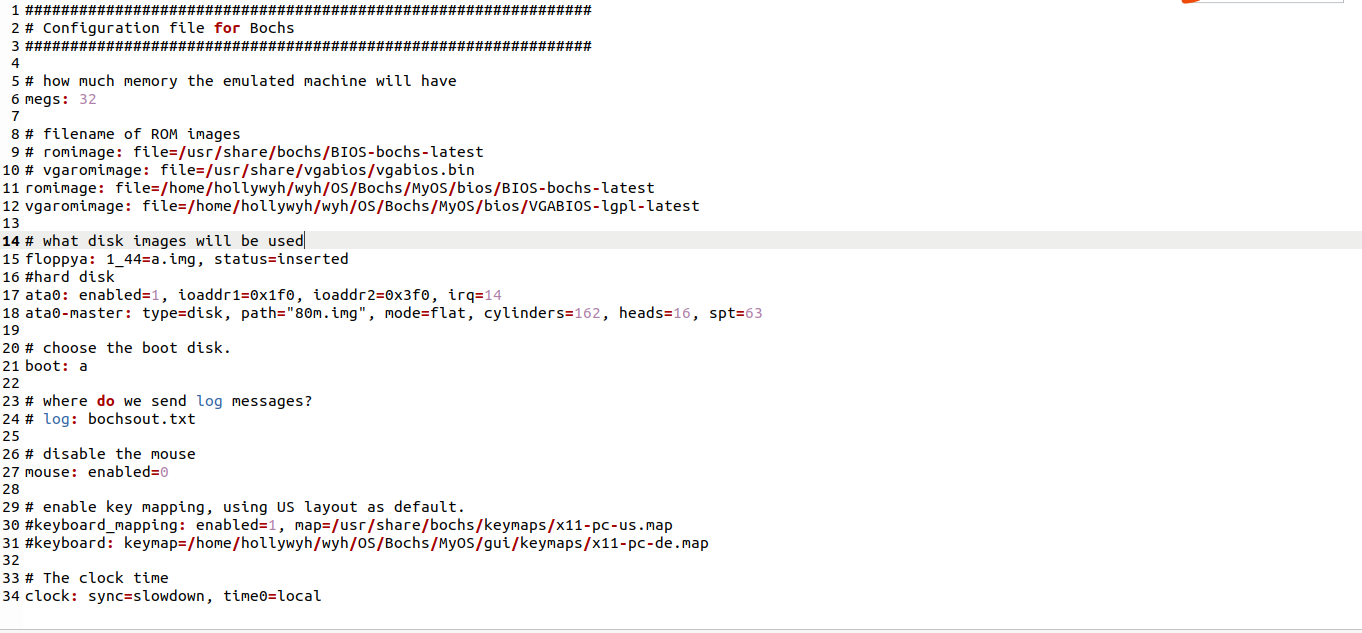 1 ###############################################################
2 # Configuration file for Bochs
3 ###############################################################
4
5 # how much memory the emulated machine will have
6 megs: 32
7
8 # filename of ROM images
9 # romimage: file=/usr/share/bochs/BIOS-bochs-latest
10 # vgaromimage: file=/usr/share/vgabios/vgabios.bin
11 romimage: file=/home/hollywyh/wyh/OS/Bochs/MyOS/bios/BIOS-bochs-latest
12 vgaromimage: file=/home/hollywyh/wyh/OS/Bochs/MyOS/bios/VGABIOS-lgpl-latest
13
14 # what disk images will be used
15 floppya: 1_44=a.img, status=inserted
16 #hard disk
17 ata0: enabled=1, ioaddr1=0x1f0, ioaddr2=0x3f0, irq=14
18 ata0-master: type=disk, path="80m.img", mode=flat, cylinders=162, heads=16, spt=63
19
20 # choose the boot disk.
21 boot: a
22
23 # where do we send log messages?
24 # log: bochsout.txt
25
26 # disable the mouse
27 mouse: enabled=0
28
29 # enable key mapping, using US layout as default.
30 #keyboard_mapping: enabled=1, map=/usr/share/bochs/keymaps/x11-pc-us.map
31 #keyboard: keymap=/home/hollywyh/wyh/OS/Bochs/MyOS/gui/keymaps/x11-pc-de.map
32
33 # The clock time
34 clock: sync=slowdown, time0=local